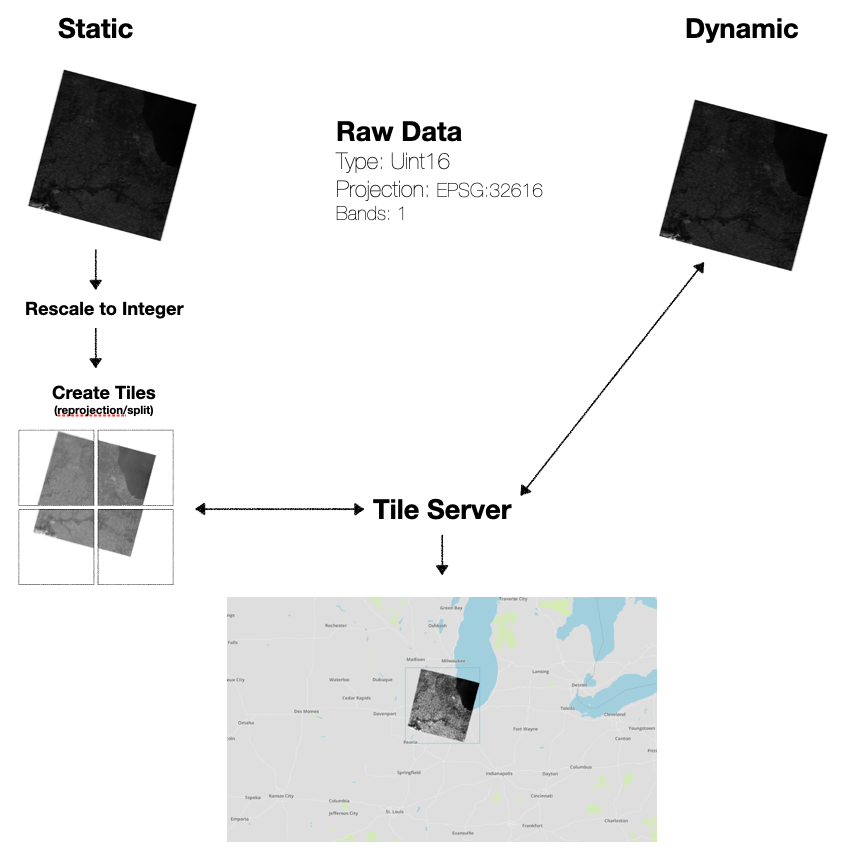 Static
Dynamic
Raw Data
Type: Uint16
Projection: EPSG:32616
Bands: 1
Rescale to Integer
Create Tiles
(reprojection/split)
Tile Server
Traverse City
Green Bay
ngs
Rochester
Oshkosh
Falls
Madison
Milwaukee
Lansing
aux City
Waterloo
Dubuque
Detroit
Cedar Rapids
Toledo
Des Moines
Davenport
Cleveland
Omaha
Fort Wayne
Youngstown
Peoria
Canton
Springfield
Indianapolis
Dayton
Columbus
Topeka
Kansas City
Columbia
Cincinnati
Jefferson City
St. Louis
Emporia
Frankfort
Charleston
Evansville